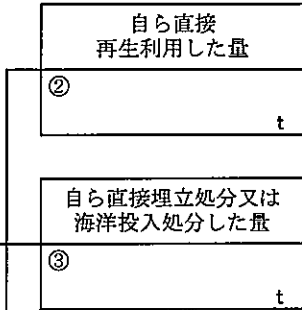 自ら直接
再生利用した量
②
t
自ら直接埋立処分又は
海洋投入処分した量
③
t